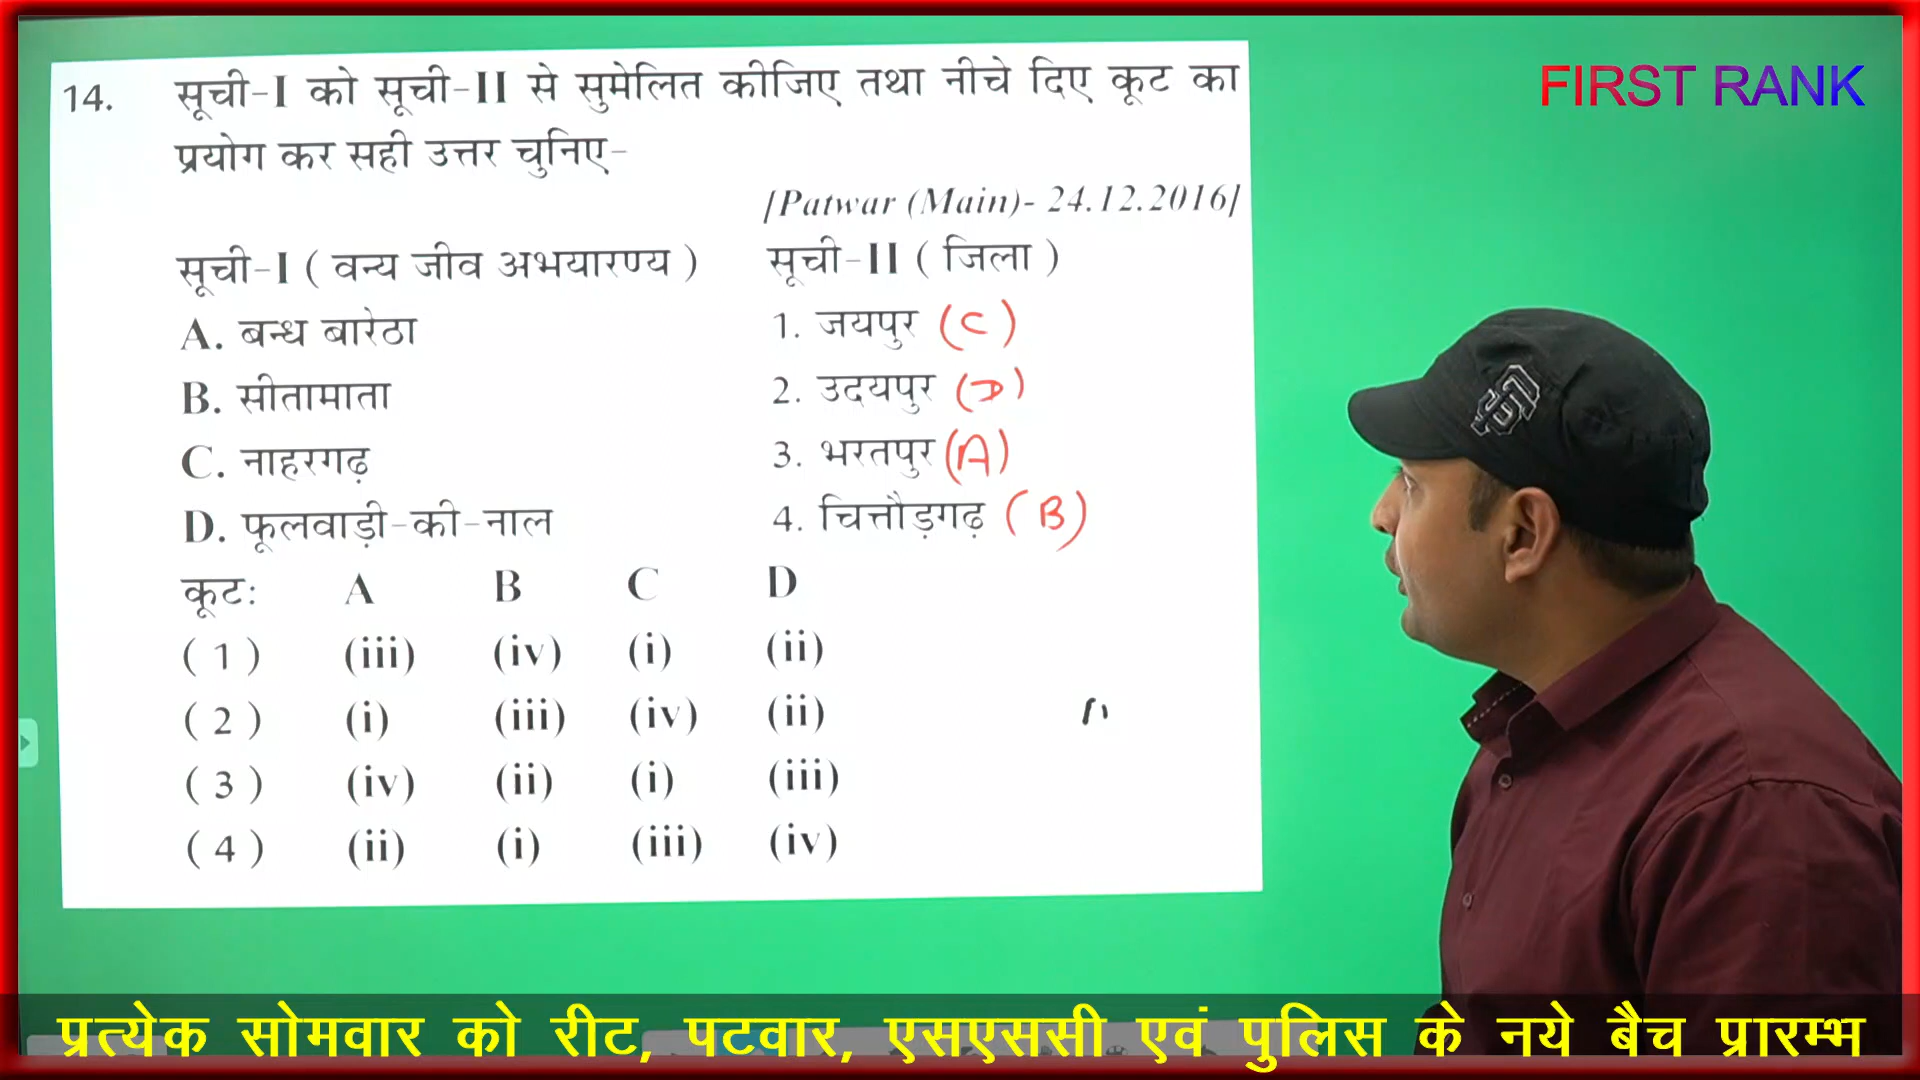 FIRST RANK
14. सूची-I को सूची-II से सुमेलित कीजिए तथा नीचे दिए कूट का
प्रयोग कर सही उत्तर चुनिए-
[Patwar (Main)- 24.12.2016]
सूची-I ( वन्य जीव अभयारण्य ) सूची-II ( जिला )
A. बन्ध बारेठा 1. जयपुर (C)
B. सीतामाता 2. उदयपुर (D)
C. नाहरगढ़ 3. भरतपुर (A)
D. फूलवाड़ी-की-नाल 4. चित्तौड़गढ़ (B)
कूटः A B C D
( 1 ) (iii) (iv) (i) (ii)
( 2 ) (i) (iii) (iv) (ii)
( 3 ) (iv) (ii) (i) (iii)
( 4 ) (ii) (i) (iii) (iv)
प्रत्येक सोमवार को रीट, पटवार, एसएससी एवं पुलिस के नये बैच प्रारम्भ